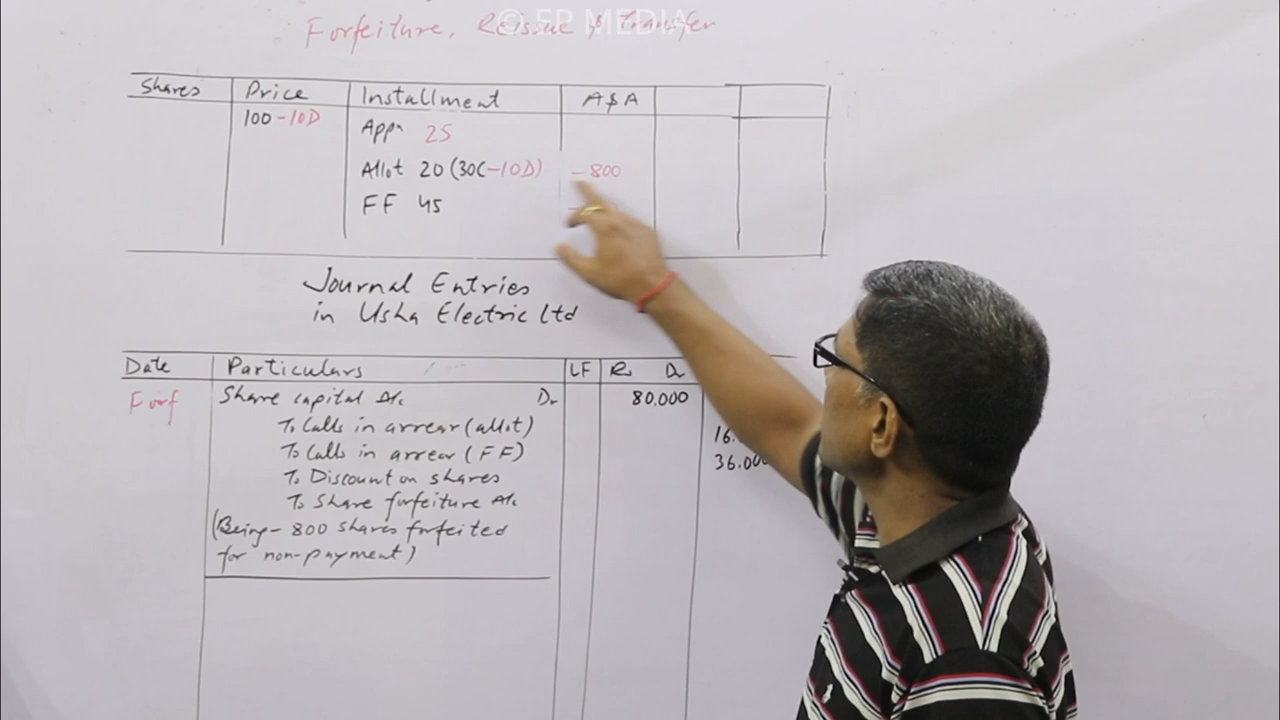 © FP MEDIA
Forfeiture, Reissue & Transfer
Shares Price Installment A&A
100 -10D Appn 25
Allot 20 (30C-10D) -800
FF 45
Journal Entries
in Usha Electric Ltd
Date Particulars LF Rs Dr
Forf Share capital A/c Dr 80,000
To Calls in arrear (allot) 16.
To Calls in arrear (FF) 36.000
To Discount on shares
To Share forfeiture A/c
(Being - 800 shares forfeited
for non-payment)